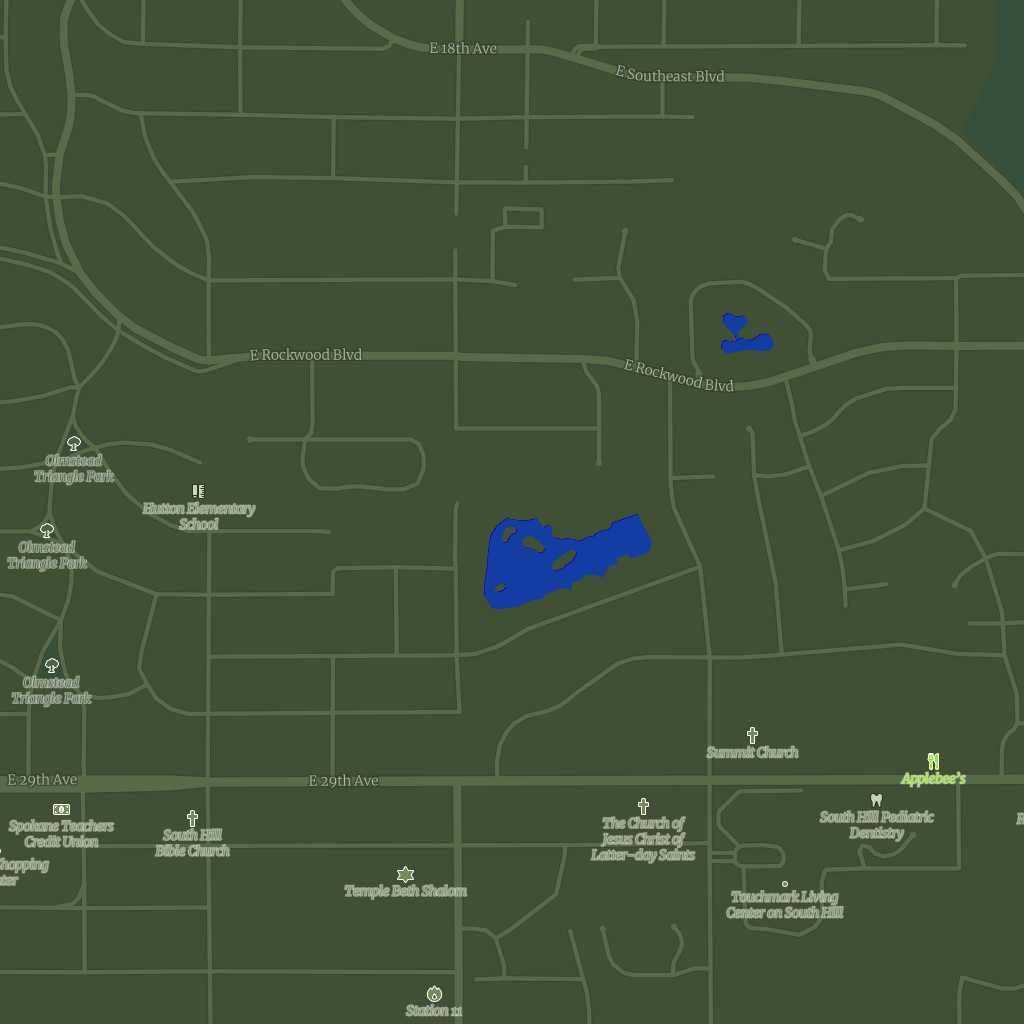 E 18th Ave
E Southeast Blvd
E Rockwood Blvd
E Rockwood Blvd
Olmstead
Triangle Park
Hutton Elementary
School
Olmstead
Triangle Park
Olmstead
Triangle Park
Summit Church
E 29th Ave
E 29th Ave
Applebee's
Spokane Teachers
Credit Union
South Hill
Bible Church
The Church of
Jesus Christ of
Latter-day Saints
South Hill Pediatric
Dentistry
Temple Beth Shalom
Touchmark Living
Center on South Hill
Station 11